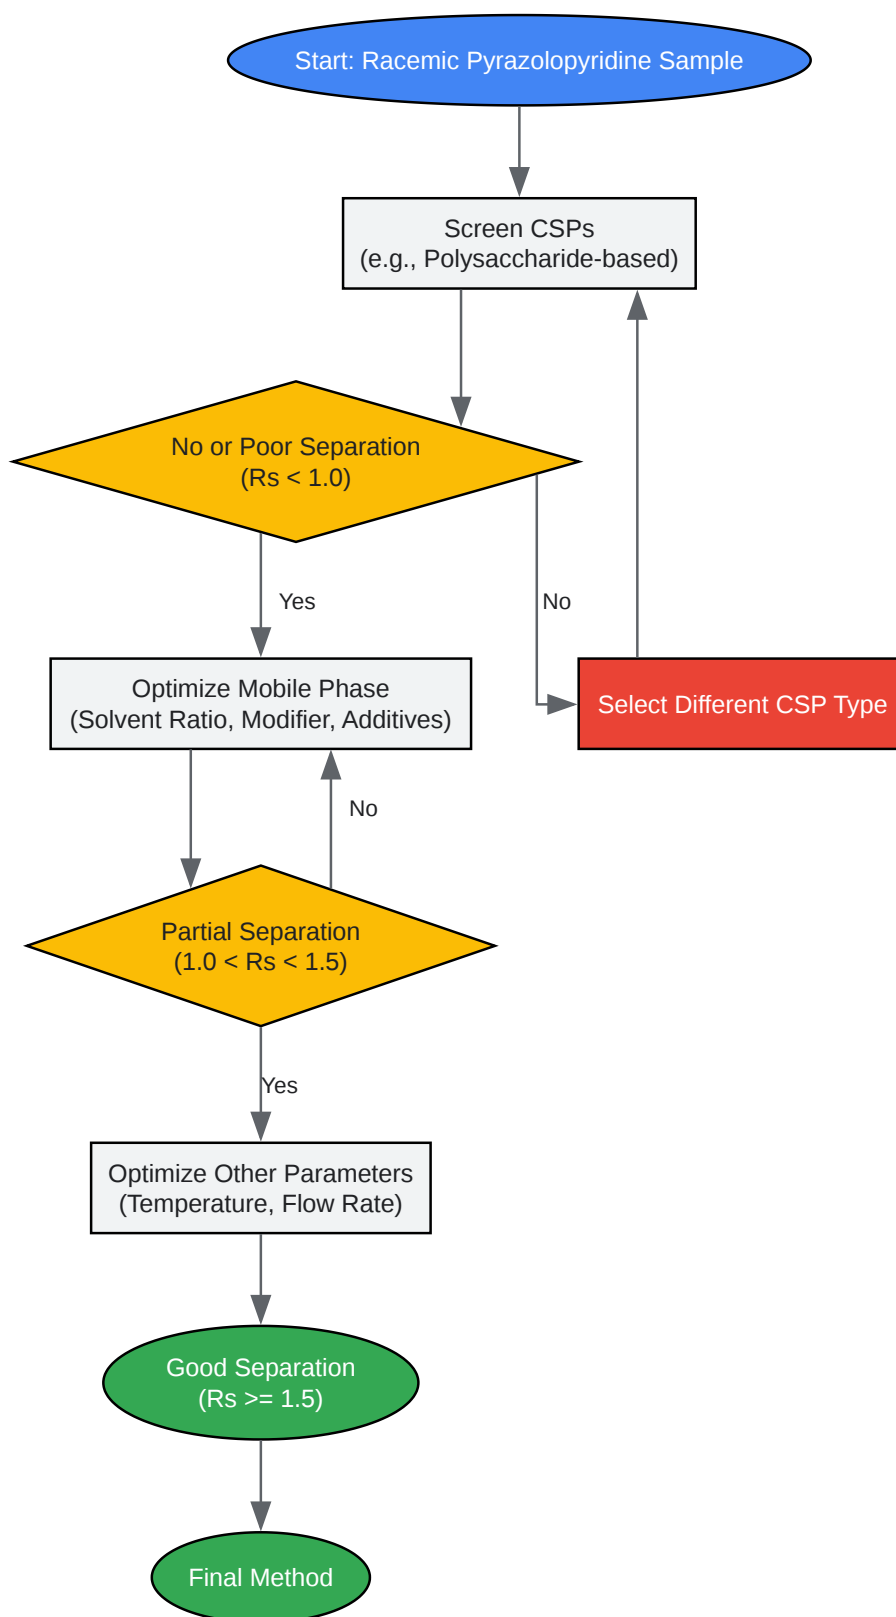 Start: Racemic Pyrazolopyridine Sample
Screen CSPs
(e.g., Polysaccharide-based)
No or Poor Separation
(Rs < 1.0)
Yes
No
Optimize Mobile Phase
(Solvent Ratio, Modifier, Additives)
Select Different CSP Type
No
Partial Separation
(1.0 < Rs < 1.5)
Yes
Optimize Other Parameters
(Temperature, Flow Rate)
Good Separation
(Rs >= 1.5)
Final Method